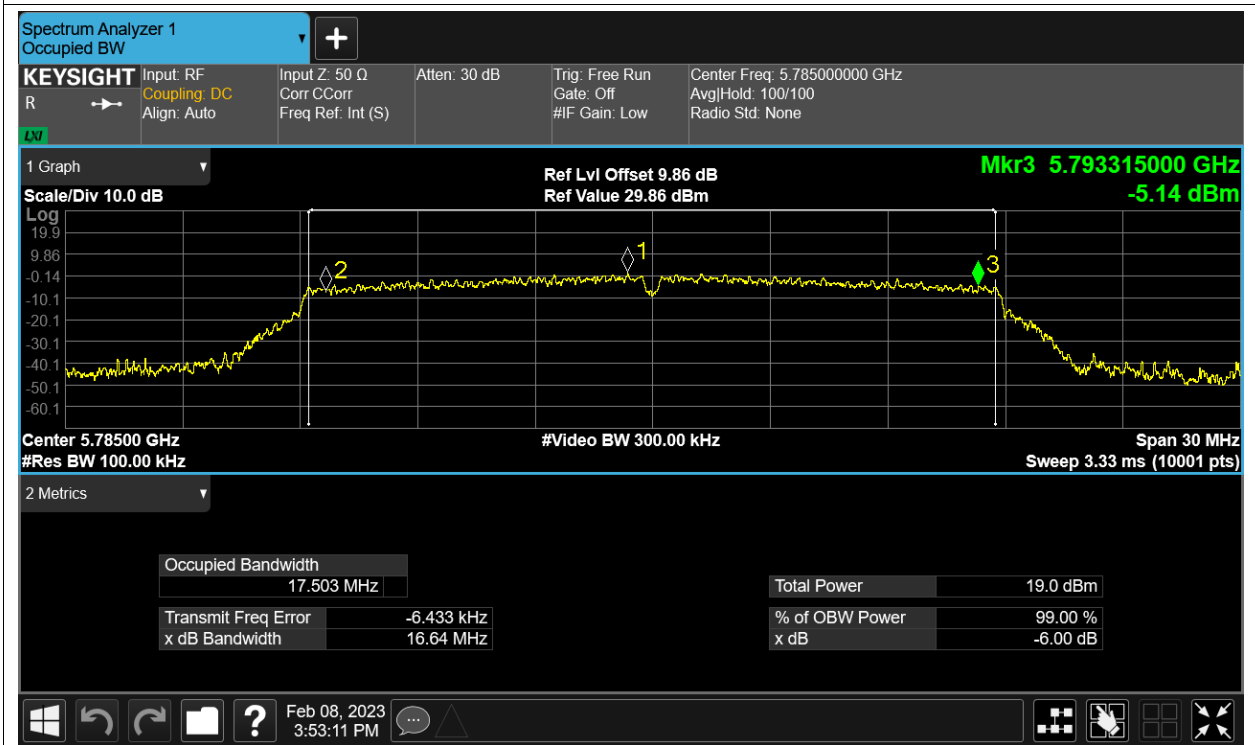 Spectrum Analyzer 1
Occupied BW
KEYSIGHT
R
LXI
Input: RF
Coupling: DC
Align: Auto
Input Z: 50 Ω
Corr CCorr
Freq Ref: Int (S)
Atten: 30 dB
Trig: Free Run
Gate: Off
#IF Gain: Low
Center Freq: 5.785000000 GHz
Avg|Hold: 100/100
Radio Std: None
1 Graph
Scale/Div 10.0 dB
Ref Lvl Offset 9.86 dB
Ref Value 29.86 dBm
Mkr3 5.793315000 GHz
-5.14 dBm
Log
19.9
9.86
-0.14
-10.1
-20.1
-30.1
-40.1
-50.1
-60.1
2
1
3
Center 5.78500 GHz
#Video BW 300.00 kHz
Span 30 MHz
#Res BW 100.00 kHz
Sweep 3.33 ms (10001 pts)
2 Metrics
Occupied Bandwidth
17.503 MHz
Total Power 19.0 dBm
Transmit Freq Error -6.433 kHz
% of OBW Power 99.00 %
x dB Bandwidth 16.64 MHz
x dB -6.00 dB
?
Feb 08, 2023
3:53:11 PM